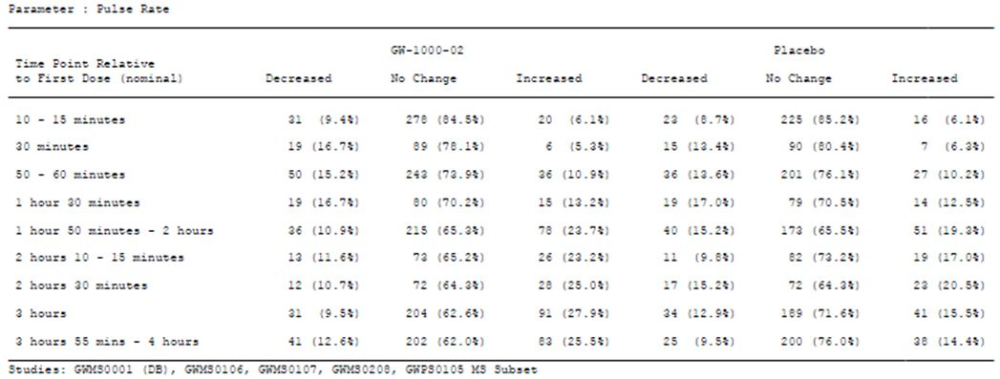 Parameter : Pulse Rate
GW-1000-02 Placebo
Time Point Relative
to First Dose (nominal) Decreased No Change Increased Decreased No Change Increased
10 - 15 minutes 31 (9.4%) 278 (84.5%) 20 (6.1%) 23 (8.7%) 225 (85.2%) 16 (6.1%)
30 minutes 19 (16.7%) 89 (78.1%) 6 (5.3%) 15 (13.4%) 90 (80.4%) 7 (6.3%)
50 - 60 minutes 50 (15.2%) 243 (73.9%) 36 (10.9%) 36 (13.6%) 201 (76.1%) 27 (10.2%)
1 hour 30 minutes 19 (16.7%) 80 (70.2%) 15 (13.2%) 19 (17.0%) 79 (70.5%) 14 (12.5%)
1 hour 50 minutes - 2 hours 36 (10.9%) 215 (65.3%) 78 (23.7%) 40 (15.2%) 173 (65.5%) 51 (19.3%)
2 hours 10 - 15 minutes 13 (11.6%) 73 (65.2%) 26 (23.2%) 11 (9.8%) 82 (73.2%) 19 (17.0%)
2 hours 30 minutes 12 (10.7%) 72 (64.3%) 28 (25.0%) 17 (15.2%) 72 (64.3%) 23 (20.5%)
3 hours 31 (9.5%) 204 (62.6%) 91 (27.9%) 34 (12.9%) 189 (71.6%) 41 (15.5%)
3 hours 55 mins - 4 hours 41 (12.6%) 202 (62.0%) 83 (25.5%) 25 (9.5%) 200 (76.0%) 38 (14.4%)
Studies: GWMS0001 (DB), GWMS0106, GWMS0107, GWMS0208, GWPS0105 MS Subset